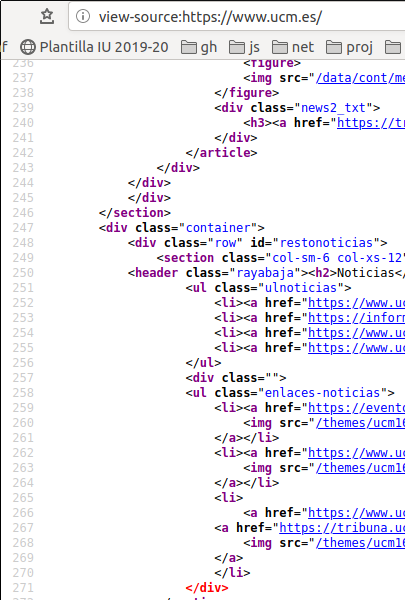 view-source:https://www.ucm.es/
f Plantilla IU 2019-20 gh js net proj
236 <figure>
237 <img src="/data/cont/me
238 </figure>
239 <div class="news2_txt">
240 <h3><a href="https://tr
241 </div>
242 </article>
243 </div>
244 </div>
245 </div>
246 </section>
247 <div class="container">
248 <div class="row" id="restonoticias">
249 <section class="col-sm-6 col-xs-12"
250 <header class="rayabaja"><h2>Noticias</
251 <ul class="ulnoticias">
252 <li><a href="https://www.uc
253 <li><a href="https://inform
254 <li><a href="https://www.uc
255 <li><a href="https://www.uc
256 </ul>
257 <div class="">
258 <ul class="enlaces-noticias">
259 <li><a href="https://evento
260 <img src="/themes/ucm16
261 </a></li>
262 <li><a href="https://www.uc
263 <img src="/themes/ucm16
264 </a></li>
265 <li>
266 <a href="https://www.uc
267 <a href="https://tribuna.uc
268 <img src="/themes/ucm16
269 </a>
270 </li>
271 </div>